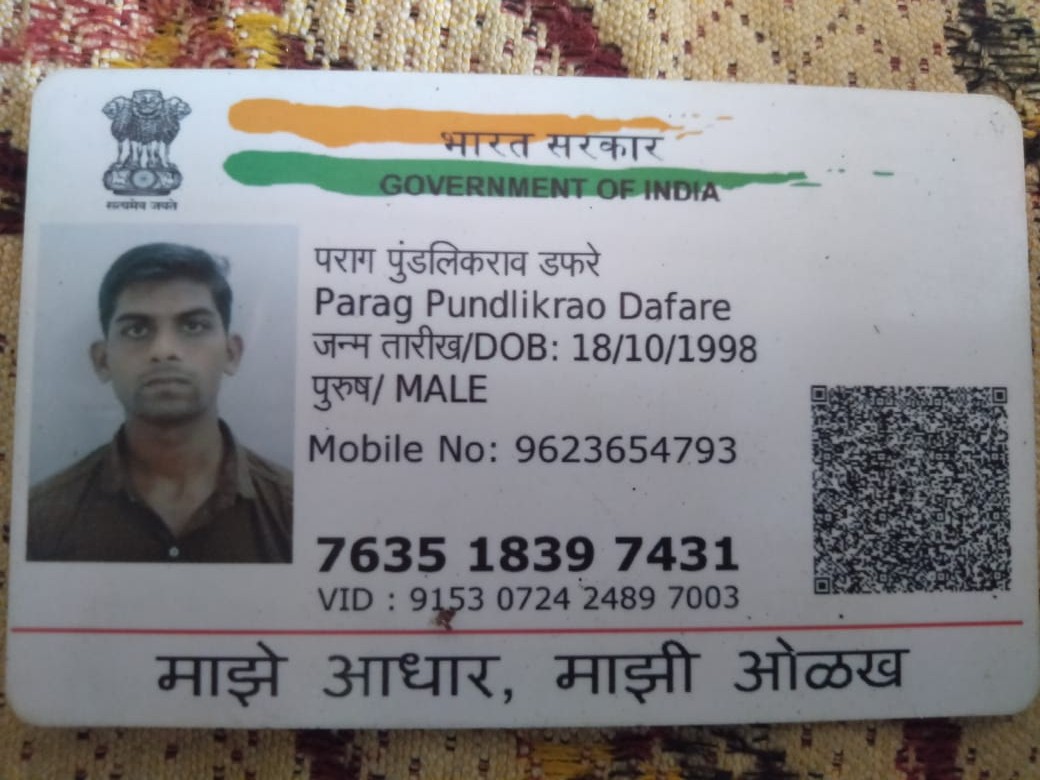 भारत सरकार
GOVERNMENT OF INDIA
सत्यमेव जयते
पराग पुंडलिकराव डफरे
Parag Pundlikrao Dafare
जन्म तारीख/DOB: 18/10/1998
पुरुष/ MALE
Mobile No: 9623654793
7635 1839 7431
VID : 9153 0724 2489 7003
माझे आधार, माझी ओळख